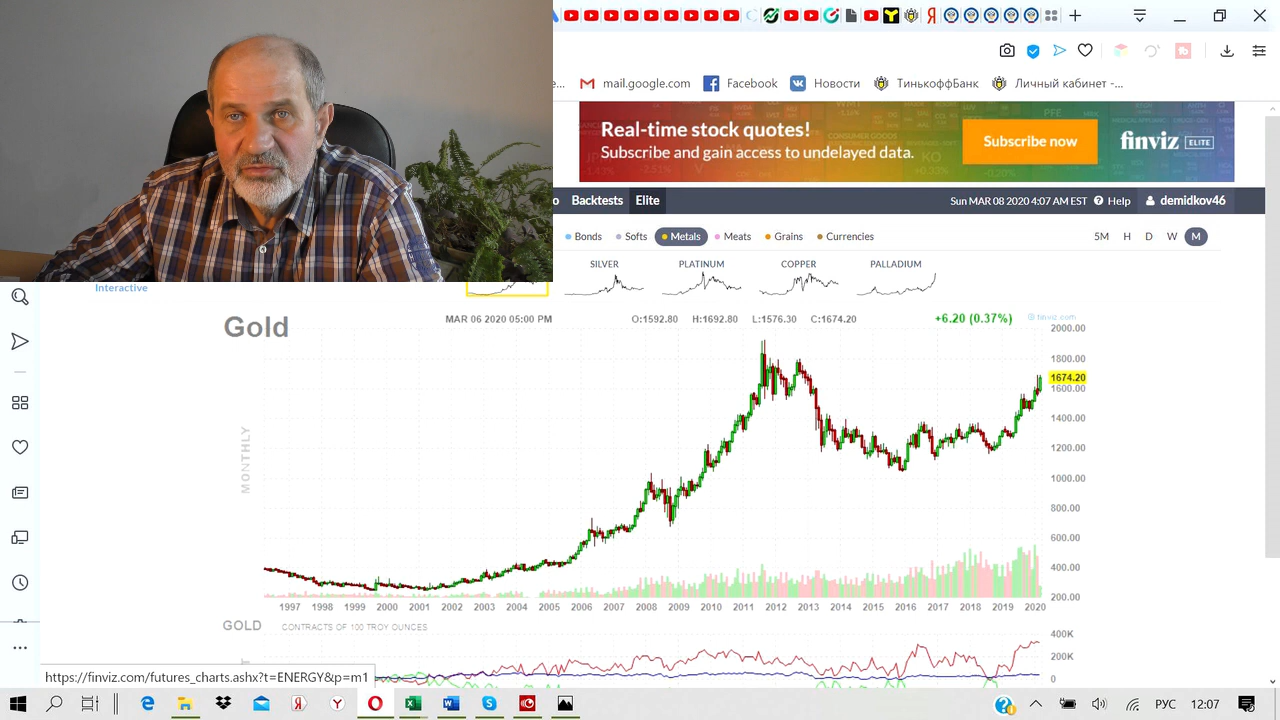 e...
mail.google.com
Facebook
Новости
ТинькоффБанк
Личный кабинет -...
Real-time stock quotes!
Subscribe and gain access to undelayed data.
Subscribe now
finviz ELITE
o
Backtests
Elite
Sun MAR 08 2020 4:07 AM EST
Help
demidkov46
Bonds
Softs
Metals
Meats
Grains
Currencies
5M
H
D
W
M
SILVER
PLATINUM
COPPER
PALLADIUM
Interactive
Gold
MAR 06 2020 05:00 PM
O:1592.80
H:1692.80
L:1576.30
C:1674.20
+6.20 (0.37%)
finviz.com
2000.00
1800.00
1674.20
1600.00
1400.00
1200.00
1000.00
800.00
600.00
400.00
200.00
MONTHLY
1997 1998 1999 2000 2001 2002 2003 2004 2005 2006 2007 2008 2009 2010 2011 2012 2013 2014 2015 2016 2017 2018 2019 2020
GOLD
CONTRACTS OF 100 TROY OUNCES
400K
200K
0
https://finviz.com/futures_charts.ashx?t=ENERGY&p=m1
РУС
12:07